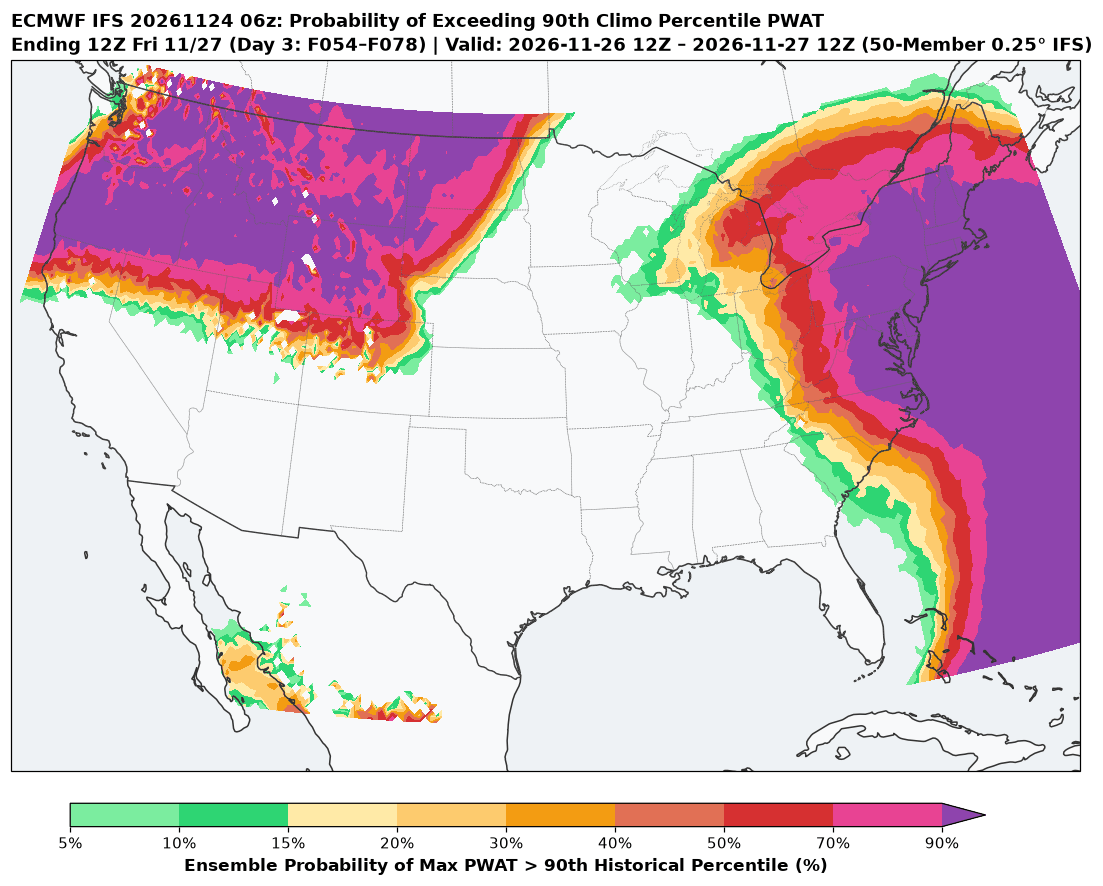 ECMWF IFS 20261124 06z: Probability of Exceeding 90th Climo Percentile PWAT
Ending 12Z Fri 11/27 (Day 3: F054–F078) | Valid: 2026-11-26 12Z – 2026-11-27 12Z (50-Member 0.25° IFS)
5% 10% 15% 20% 30% 40% 50% 70% 90%
Ensemble Probability of Max PWAT > 90th Historical Percentile (%)